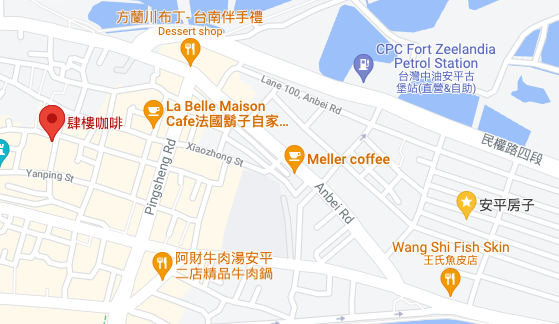 方蘭川布丁- 台南伴手禮
Dessert shop
CPC Fort Zeelandia
Petrol Station
台灣中油安平古
堡站(直營&自助)
Lane 100, Anbei Rd
La Belle Maison
Cafe法國鬍子自家…
肆樓咖啡
民權路四段
Xiaozhong St
Meller coffee
Yanping St
Pingsheng Rd
Anbei Rd
安平房子
Wang Shi Fish Skin
王氏魚皮店
阿財牛肉湯安平
二店精品牛肉鍋